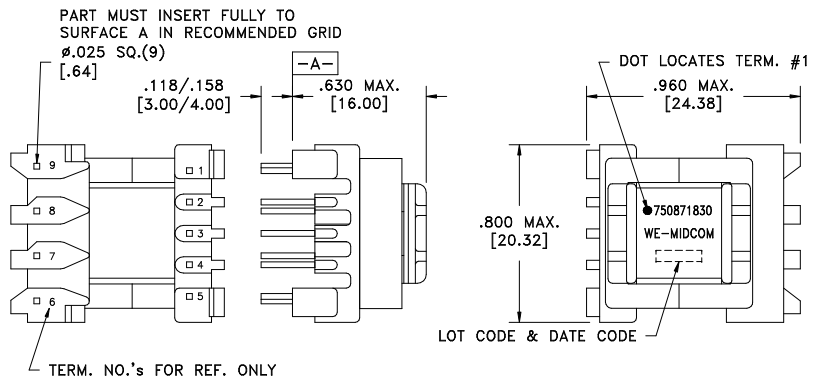 PART MUST INSERT FULLY TO
SURFACE A IN RECOMMENDED GRID
ø.025 SQ.(9)
[.64]
.118/.158
[3.00/4.00]
-A-
.630 MAX.
[16.00]
DOT LOCATES TERM. #1
.960 MAX.
[24.38]
9
8
7
6
1
2
3
4
5
.800 MAX.
[20.32]
750871830
WE-MIDCOM
LOT CODE & DATE CODE
TERM. NO.'s FOR REF. ONLY